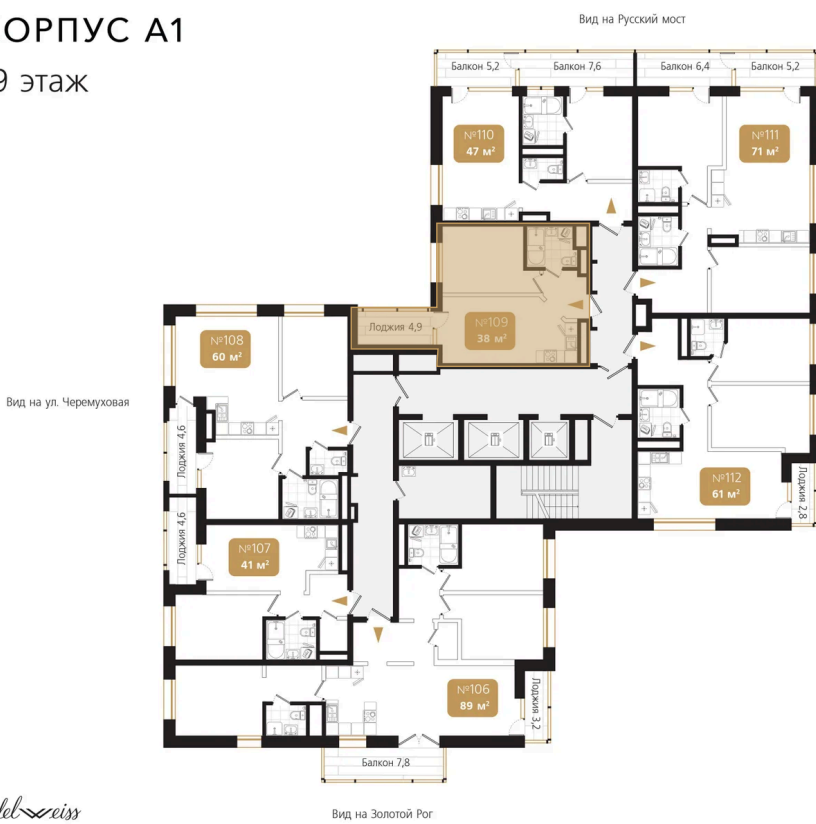 ОРПУС А1
9 этаж
Вид на Русский мост
Балкон 5,2
Балкон 7,6
Балкон 6,4
Балкон 5,2
№110
47 м²
№111
71 м²
Лоджия 4,9
№109
38 м²
№108
60 м²
Вид на ул. Черемуховая
Лоджия 4,6
Лоджия 4,6
№107
41 м²
№112
61 м²
Лоджия 2,8
№106
89 м²
Лоджия 3,2
Балкон 7,8
Вид на Золотой Рог
delweiss